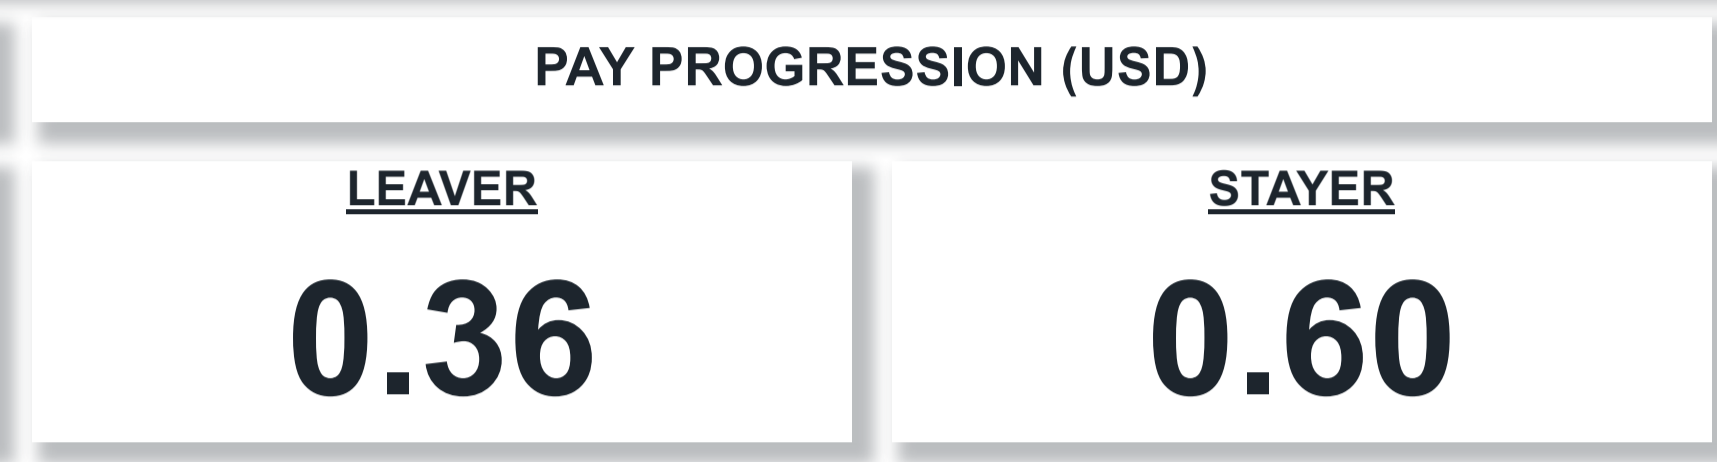 PAY PROGRESSION (USD)
LEAVER
STAYER
0.36
0.60